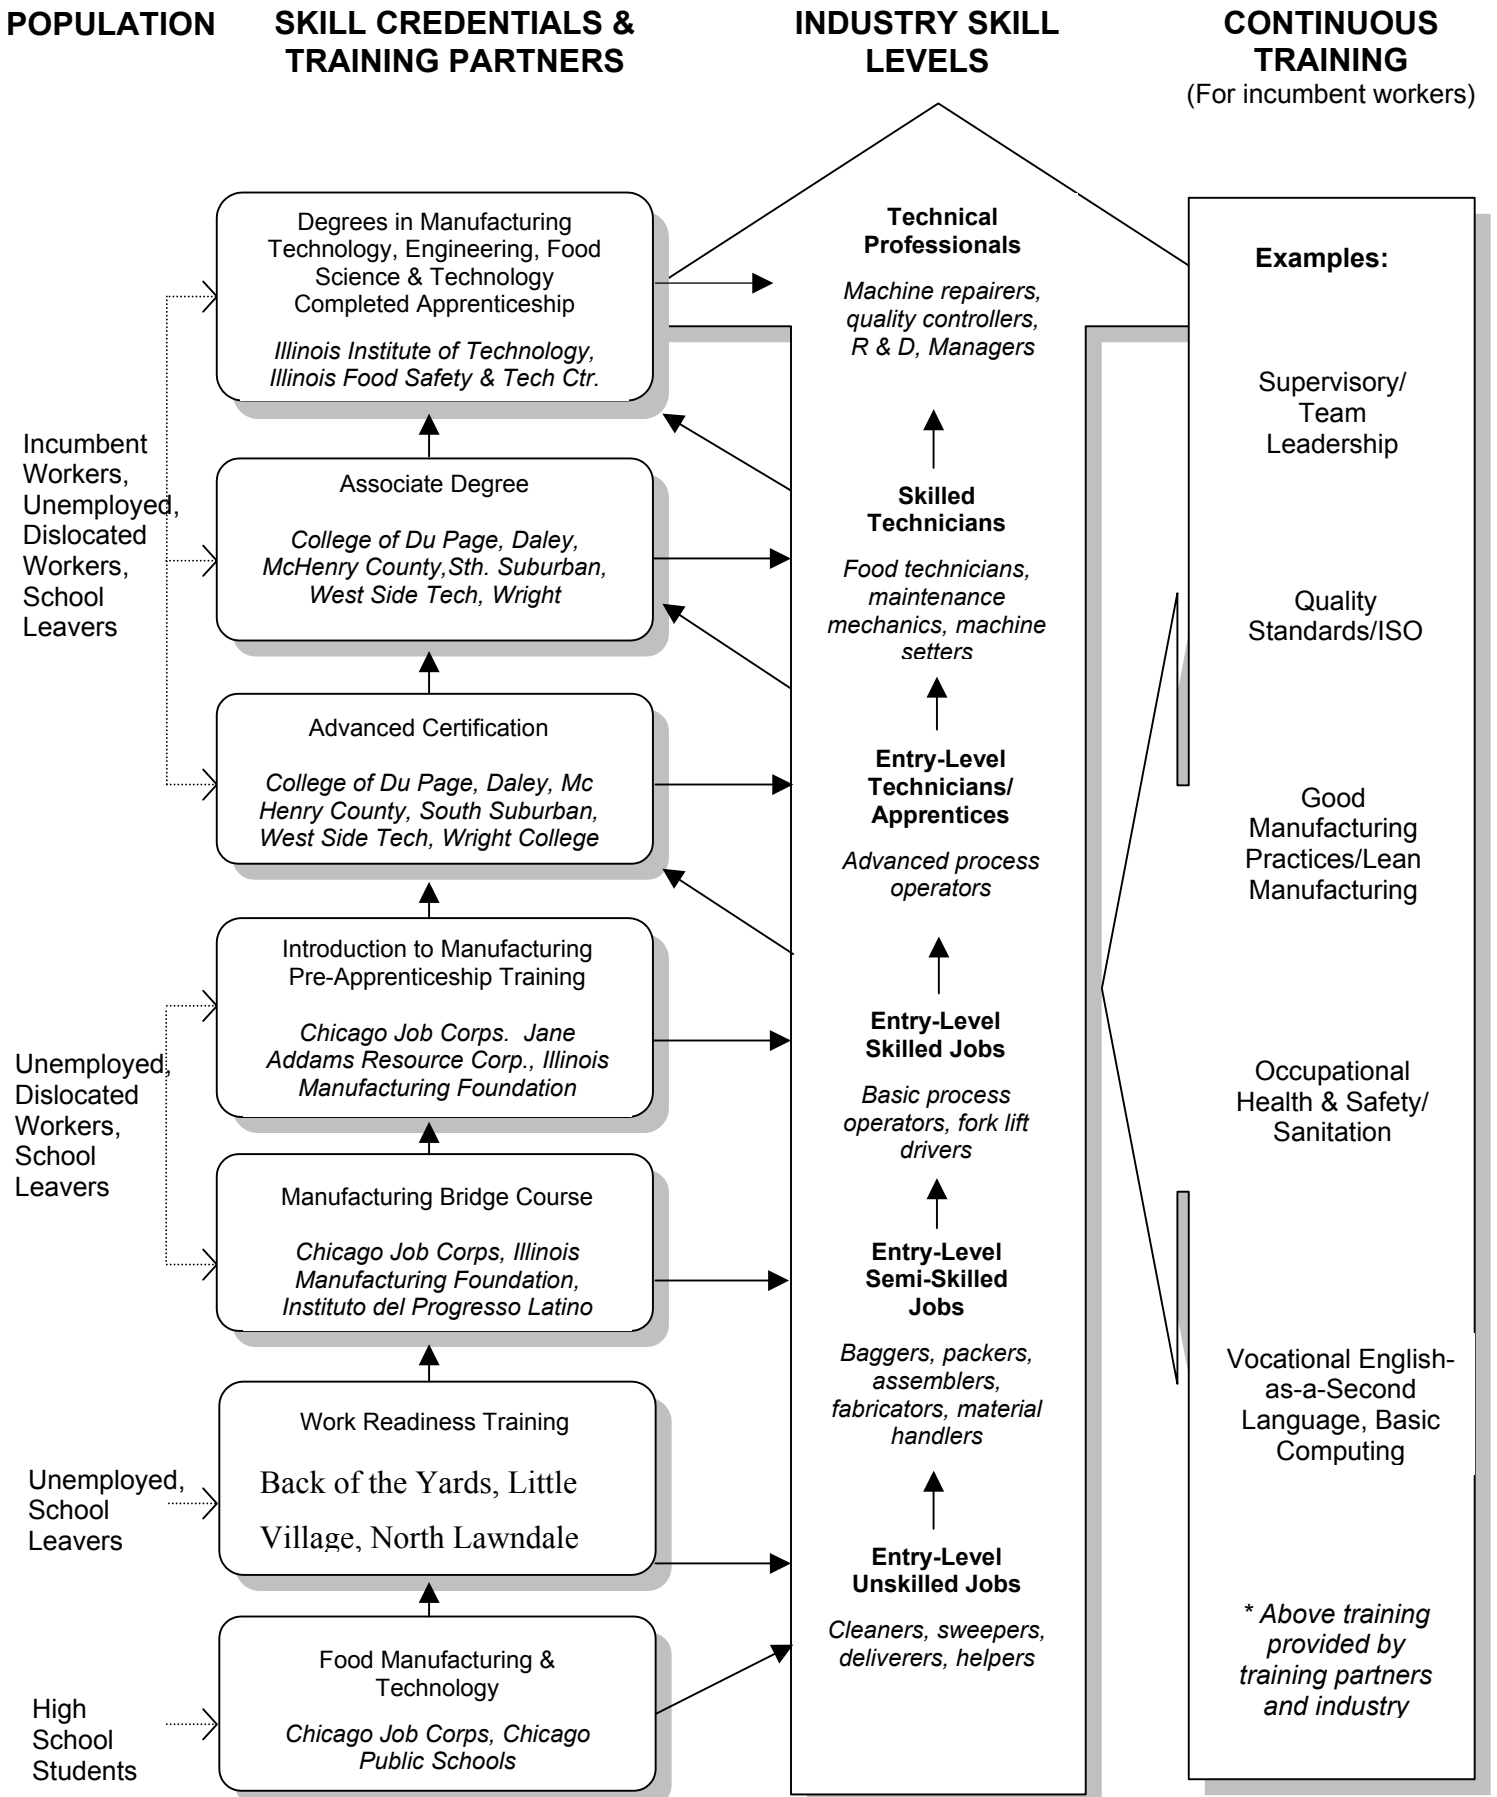 POPULATION
SKILL CREDENTIALS &
TRAINING PARTNERS
INDUSTRY SKILL
LEVELS
CONTINUOUS
TRAINING
(For incumbent workers)
Incumbent
Workers,
Unemployed,
Dislocated
Workers,
School
Leavers
Unemployed,
Dislocated
Workers,
School
Leavers
Unemployed,
School
Leavers
High
School
Students
Degrees in Manufacturing
Technology, Engineering, Food
Science & Technology
Completed Apprenticeship
Illinois Institute of Technology,
Illinois Food Safety & Tech Ctr.
Associate Degree
College of Du Page, Daley,
McHenry County,Sth. Suburban,
West Side Tech, Wright
Advanced Certification
College of Du Page, Daley, Mc
Henry County, South Suburban,
West Side Tech, Wright College
Introduction to Manufacturing
Pre-Apprenticeship Training
Chicago Job Corps. Jane
Addams Resource Corp., Illinois
Manufacturing Foundation
Manufacturing Bridge Course
Chicago Job Corps, Illinois
Manufacturing Foundation,
Instituto del Progresso Latino
Work Readiness Training
Back of the Yards, Little
Village, North Lawndale
Food Manufacturing &
Technology
Chicago Job Corps, Chicago
Public Schools
Technical
Professionals
Machine repairers,
quality controllers,
R & D, Managers
Skilled
Technicians
Food technicians,
maintenance
mechanics, machine
setters
Entry-Level
Technicians/
Apprentices
Advanced process
operators
Entry-Level
Skilled Jobs
Basic process
operators, fork lift
drivers
Entry-Level
Semi-Skilled
Jobs
Baggers, packers,
assemblers,
fabricators, material
handlers
Entry-Level
Unskilled Jobs
Cleaners, sweepers,
deliverers, helpers
Examples:
Supervisory/
Team
Leadership
Quality
Standards/ISO
Good
Manufacturing
Practices/Lean
Manufacturing
Occupational
Health & Safety/
Sanitation
Vocational English-
as-a-Second
Language, Basic
Computing
* Above training
provided by
training partners
and industry